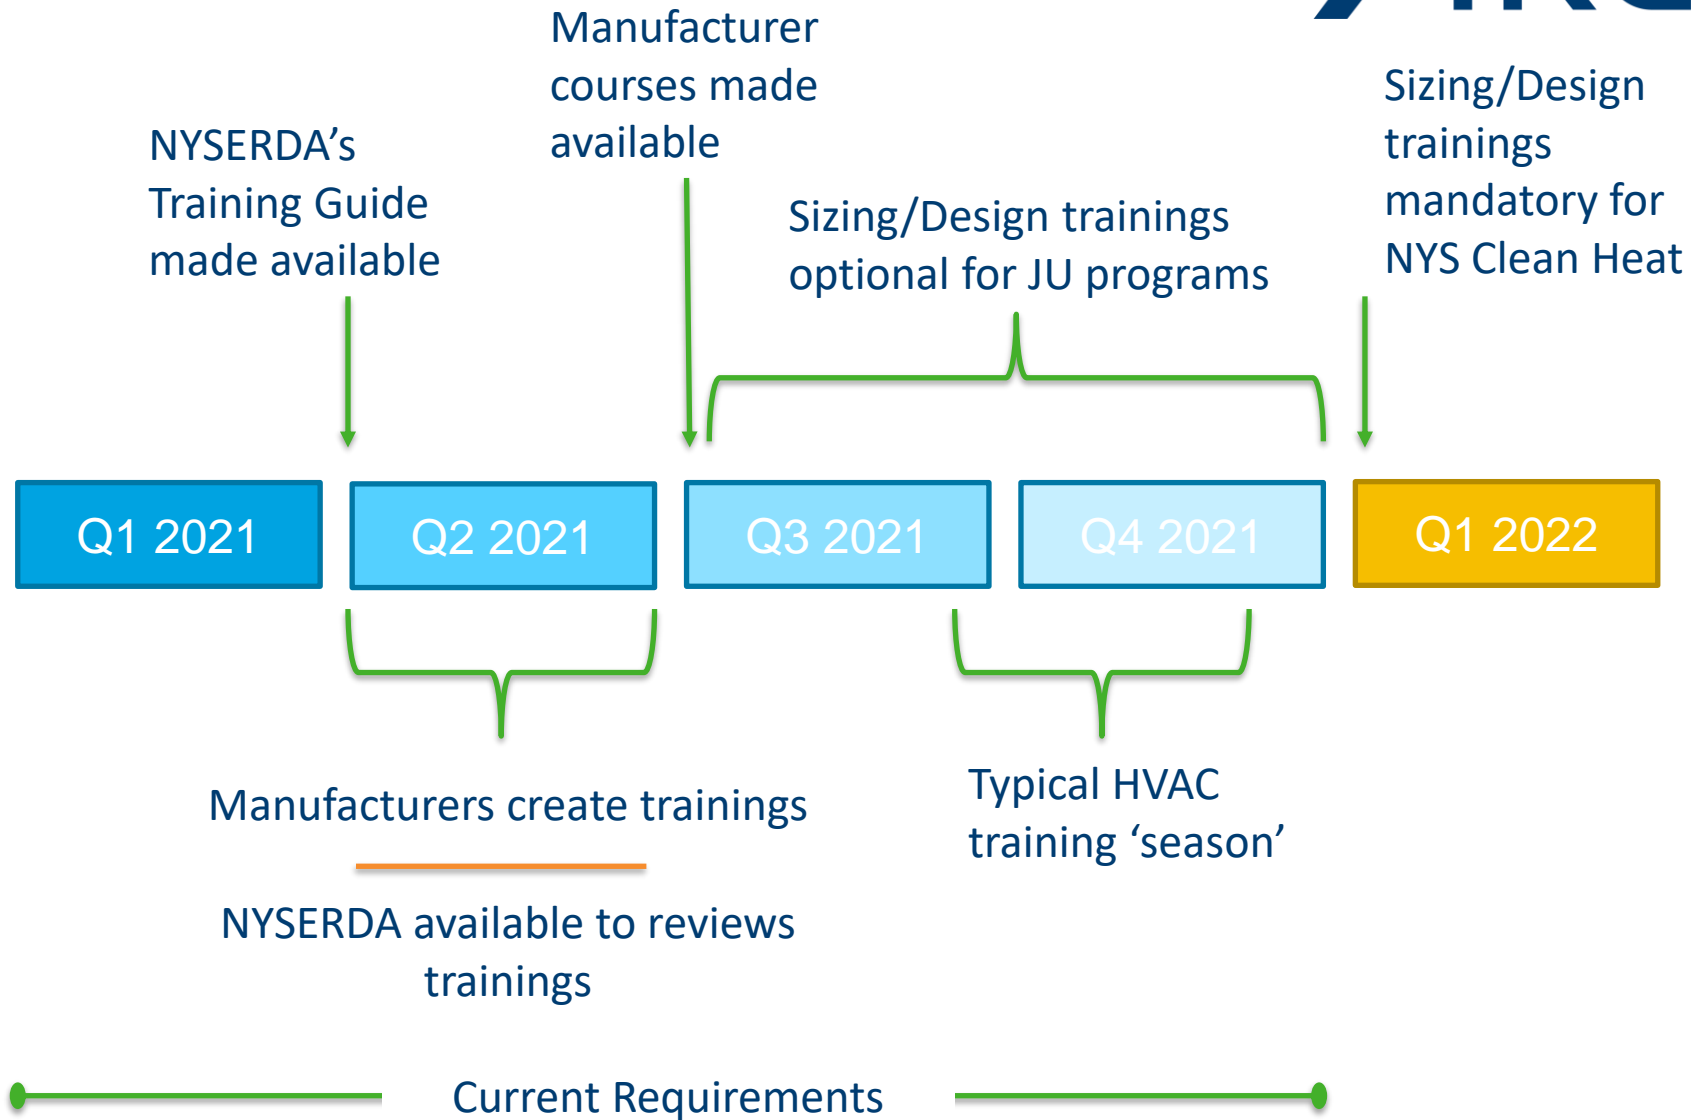 Manufacturer
courses made
available
NYSERDA’s
Training Guide
made available
Sizing/Design trainings
optional for JU programs
Sizing/Design
trainings
mandatory for
NYS Clean Heat
Q1 2021
Q2 2021
Q3 2021
Q4 2021
Q1 2022
Manufacturers create trainings
NYSERDA available to reviews
trainings
Typical HVAC
training ‘season’
Current Requirements